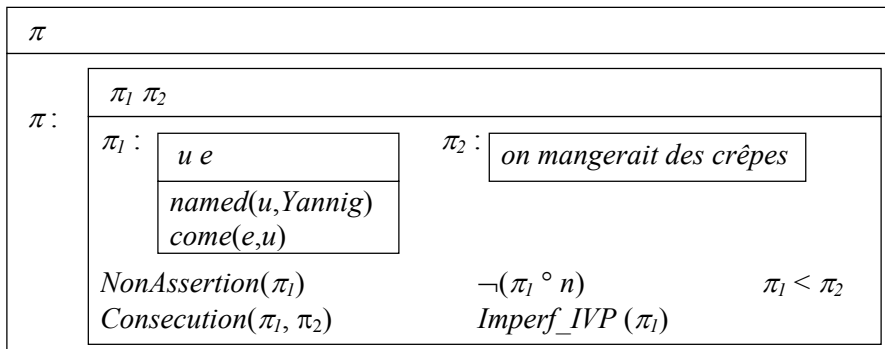 π
π :
π₁ π₂
π₁ : u e
π₂ : on mangerait des crêpes
named(u,Yannig)
come(e,u)
NonAssertion(π₁) ¬(π₁ ° n) π₁ < π₂
Consecution(π₁, π₂) Imperf_IVP (π₁)